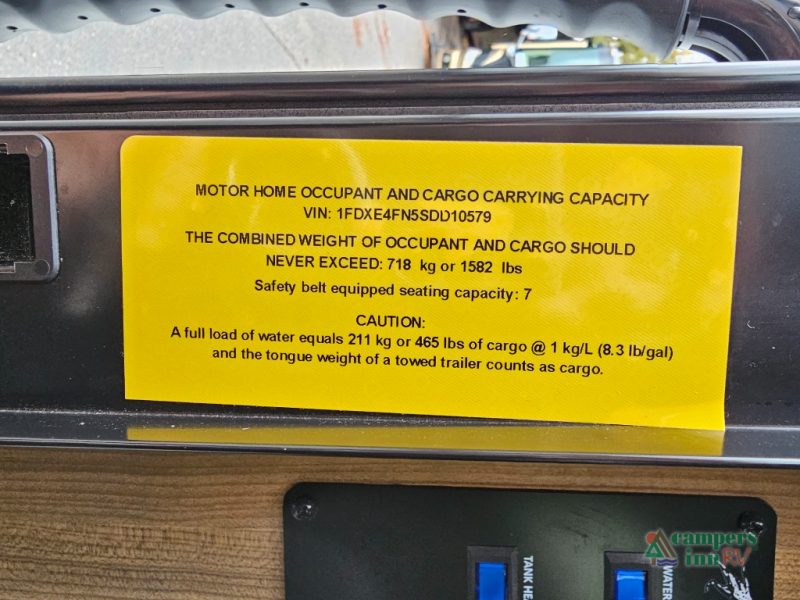 MOTOR HOME OCCUPANT AND CARGO CARRYING CAPACITY
VIN: 1FDXE4FN5SDD10579
THE COMBINED WEIGHT OF OCCUPANT AND CARGO SHOULD
NEVER EXCEED: 718 kg or 1582 lbs
Safety belt equipped seating capacity: 7
CAUTION:
A full load of water equals 211 kg or 465 lbs of cargo @ 1 kg/L (8.3 lb/gal)
and the tongue weight of a towed trailer counts as cargo.
campers
inn RV
TANK
WATER